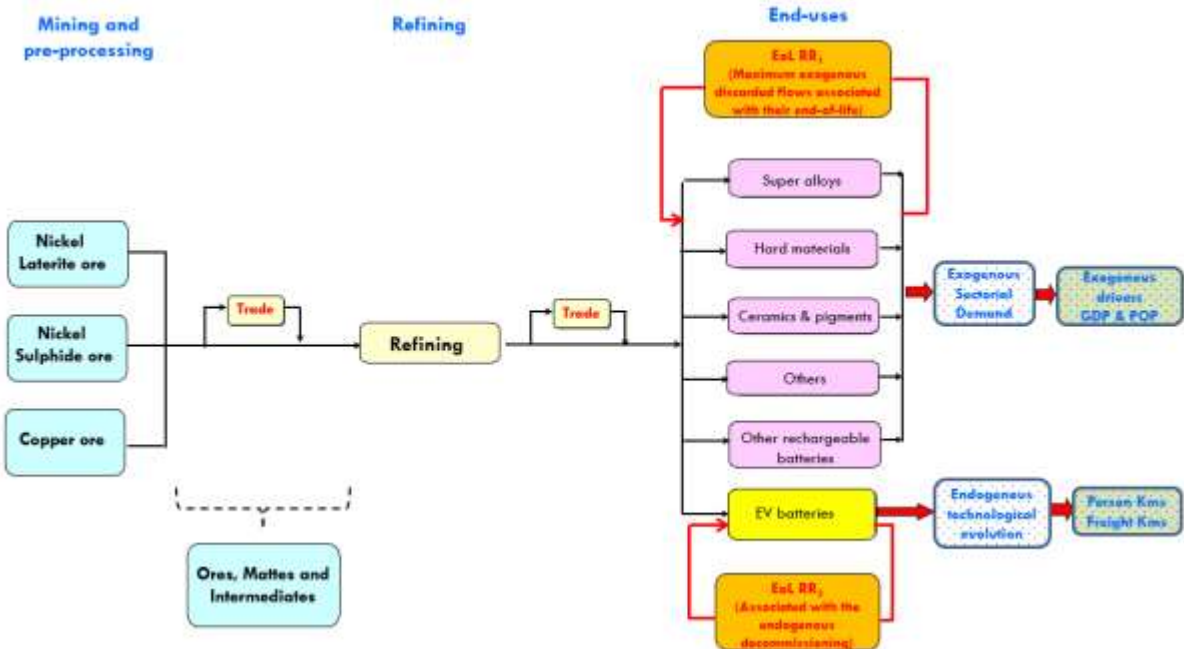 Mining and
pre-processing
Refining
End-uses
EoL RR₁
(Maximum exogenous
discarded flows associated
with their end-of-life)
Super alloys
Nickel
Laterite ore
Hard materials
Exogenous
Sectorial
Demand
Exogenous
drivers
GDP & POP
Trade
Trade
Nickel
Sulphide ore
Refining
Ceramics & pigments
Others
Copper ore
Other rechargeable
batteries
EV batteries
Endogenous
technological
evolution
Person Kms
Freight Kms
Ores, Mattes and
Intermediates
EoL RR₂
(Associated with the
endogenous
decommissioning)